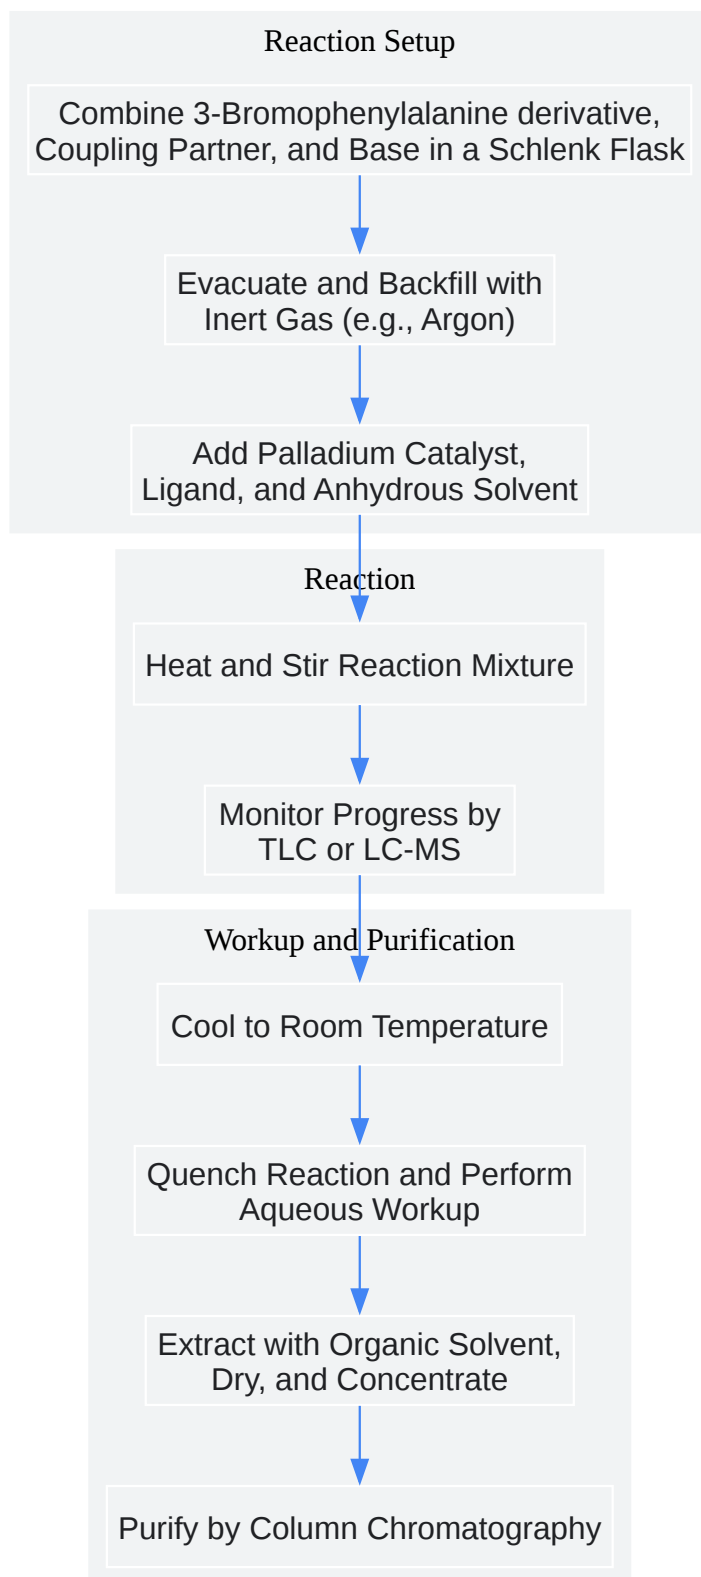 Reaction Setup
Combine 3-Bromophenylalanine derivative,
Coupling Partner, and Base in a Schlenk Flask
Evacuate and Backfill with
Inert Gas (e.g., Argon)
Add Palladium Catalyst,
Ligand, and Anhydrous Solvent
Reaction
Heat and Stir Reaction Mixture
Monitor Progress by
TLC or LC-MS
Workup and Purification
Cool to Room Temperature
Quench Reaction and Perform
Aqueous Workup
Extract with Organic Solvent,
Dry, and Concentrate
Purify by Column Chromatography